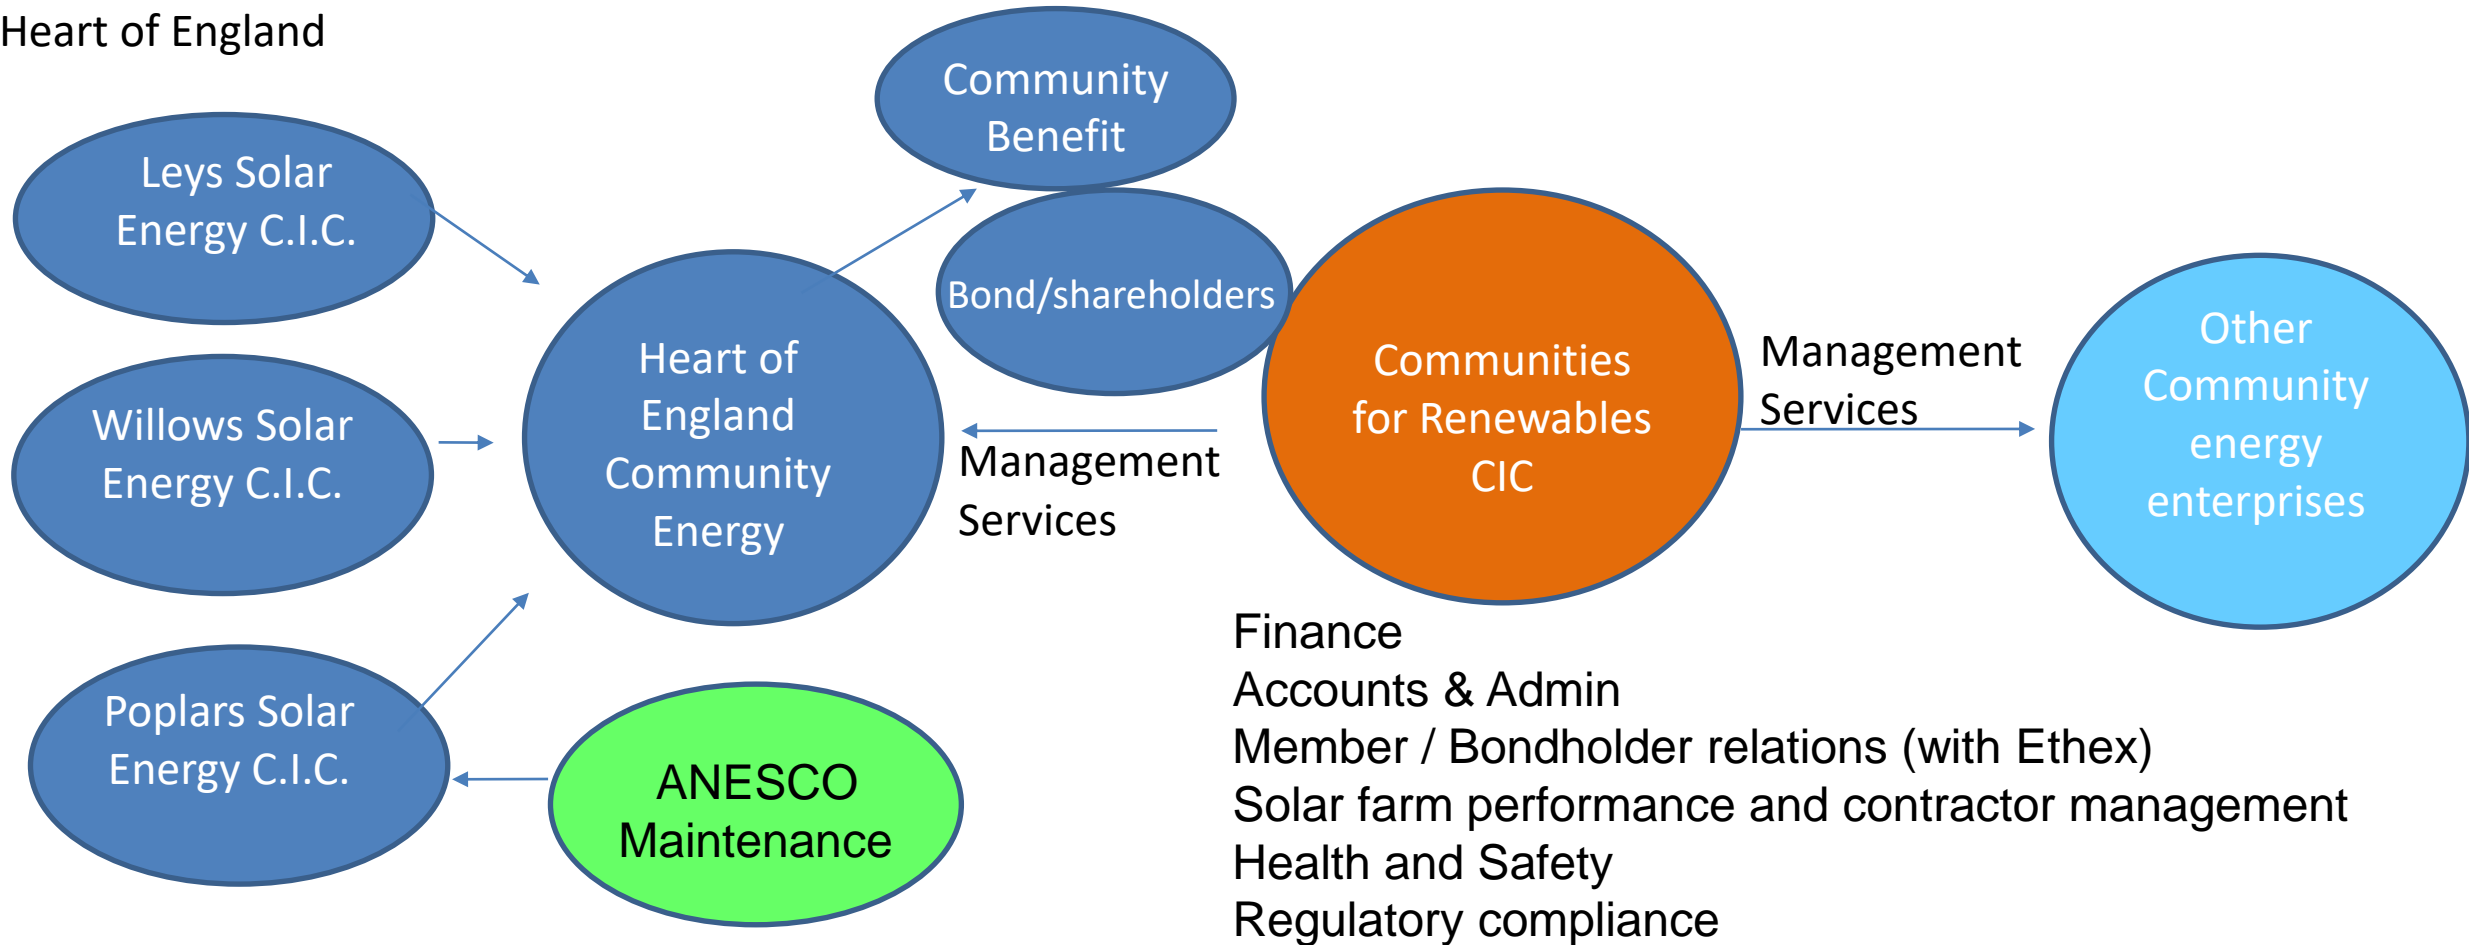 Heart of England
Community
Benefit
Leys Solar
Energy C.I.C.
Bond/shareholders
Heart of
England
Community
Energy
Willows Solar
Energy C.I.C.
Management
Services
Communities
for Renewables
CIC
Management
Services
Other
Community
energy
enterprises
Poplars Solar
Energy C.I.C.
ANESCO
Maintenance
Finance
Accounts & Admin
Member / Bondholder relations (with Ethex)
Solar farm performance and contractor management
Health and Safety
Regulatory compliance